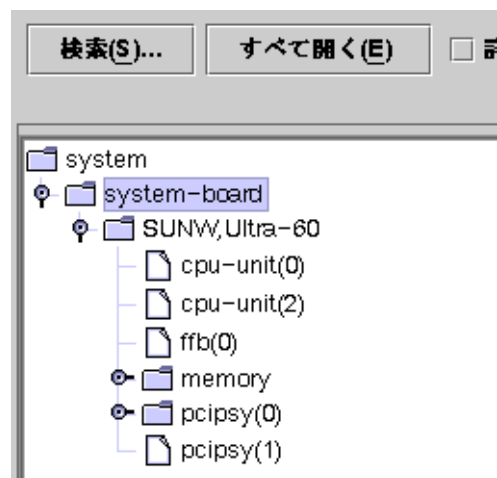 検索(S)... すべて開く(E)
system
system-board
SUNW,Ultra-60
cpu-unit(0)
cpu-unit(2)
ffb(0)
memory
pcipsy(0)
pcipsy(1)